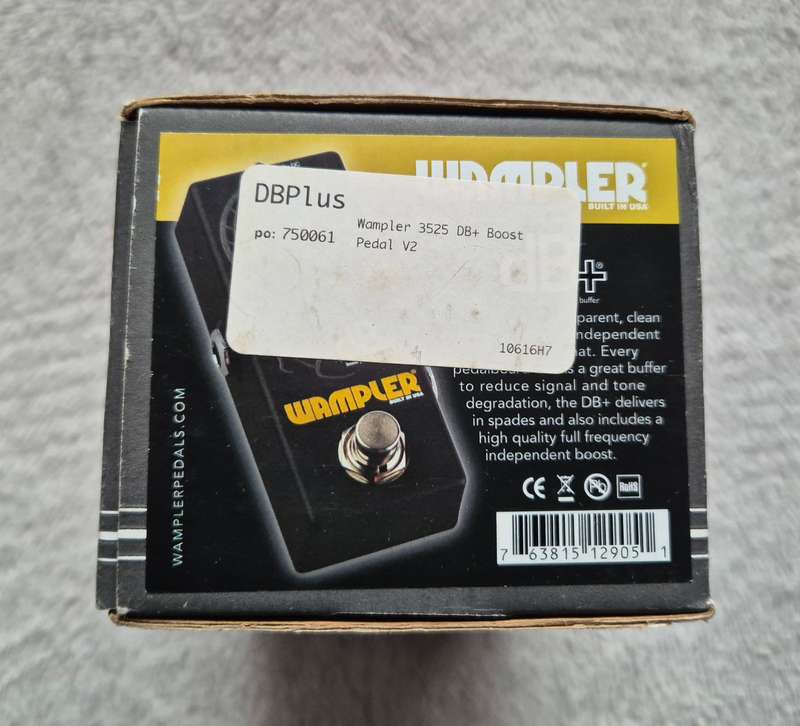 WAMPLER
BUILT IN USA
DBPlus
po: 750061
Wampler 3525 DB+ Boost
Pedal V2
10616H7
dB+
buffer
clean
independent
Every
a great buffer
to reduce signal and tone
degradation, the DB+ delivers
in spades and also includes a
high quality full frequency
independent boost.
WAMPLER
BUILT IN USA
WAMPLERPEDALS.COM
CE
RoHS
7 63815 12905 1